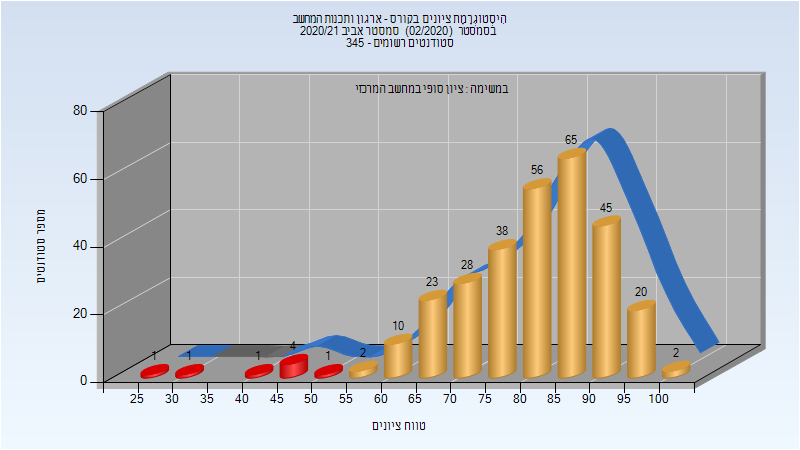 היסטוגרמת ציונים בקורס - ארגון ותכנות המחשב
בסמסטר (02/2020) סמסטר אביב 2020/21
סטודנטים רשומים - 345
במשימה : ציון סופי במחשב המרכזי
מספר סטודנטים
80
60
40
20
0
1
1
1
4
1
2
10
23
28
38
56
65
45
20
2
25 30 35 40 45 50 55 60 65 70 75 80 85 90 95 100
טווח ציונים